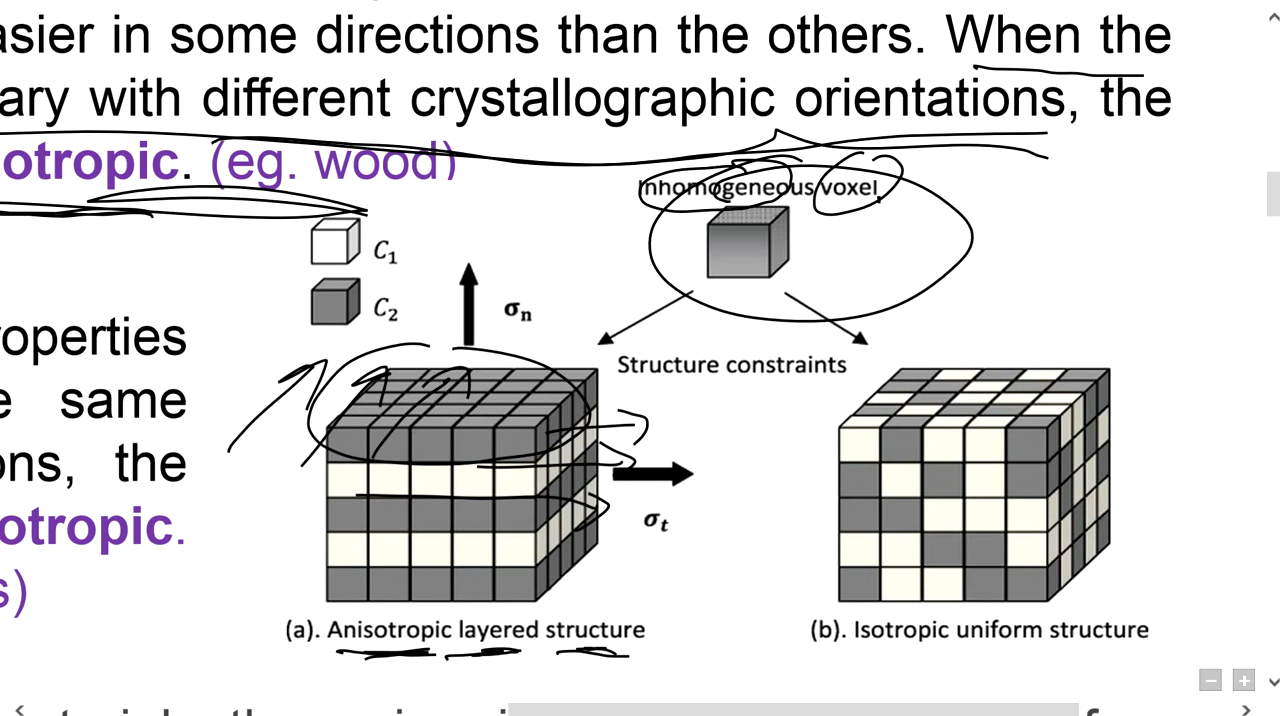 asier in some directions than the others. When the
ary with different crystallographic orientations, the
otropic. (eg. wood)
Inhomogeneous voxel
C1
C2
σn
roperties
Structure constraints
e same
ons, the
σt
otropic.
s)
(a). Anisotropic layered structure
(b). Isotropic uniform structure